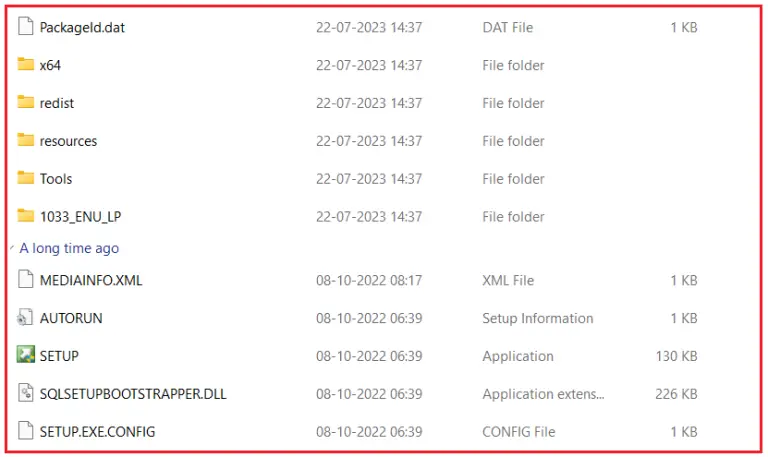 PackageId.dat 22-07-2023 14:37 DAT File 1 KB
x64 22-07-2023 14:37 File folder
redist 22-07-2023 14:37 File folder
resources 22-07-2023 14:37 File folder
Tools 22-07-2023 14:37 File folder
1033_ENU_LP 22-07-2023 14:37 File folder
A long time ago
MEDIAINFO.XML 08-10-2022 08:17 XML File 1 KB
AUTORUN 08-10-2022 06:39 Setup Information 1 KB
SETUP 08-10-2022 06:39 Application 130 KB
SQLSETUPBOOTSTRAPPER.DLL 08-10-2022 06:39 Application extens... 226 KB
SETUP.EXE.CONFIG 08-10-2022 06:39 CONFIG File 1 KB